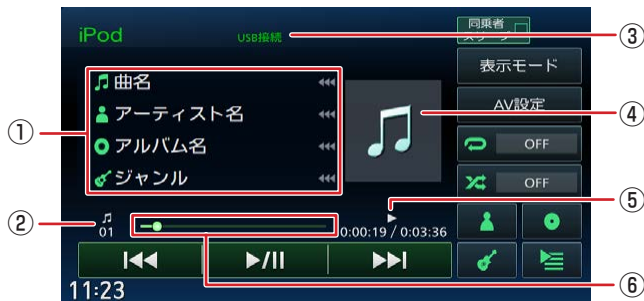 iPod
USB接続
同乗者
スリープ
③
表示モード
①
曲名
アーティスト名
アルバム名
ジャンル
④
AV設定
OFF
OFF
②
01
0:00:19 / 0:03:36
⑤
⑥
11:23